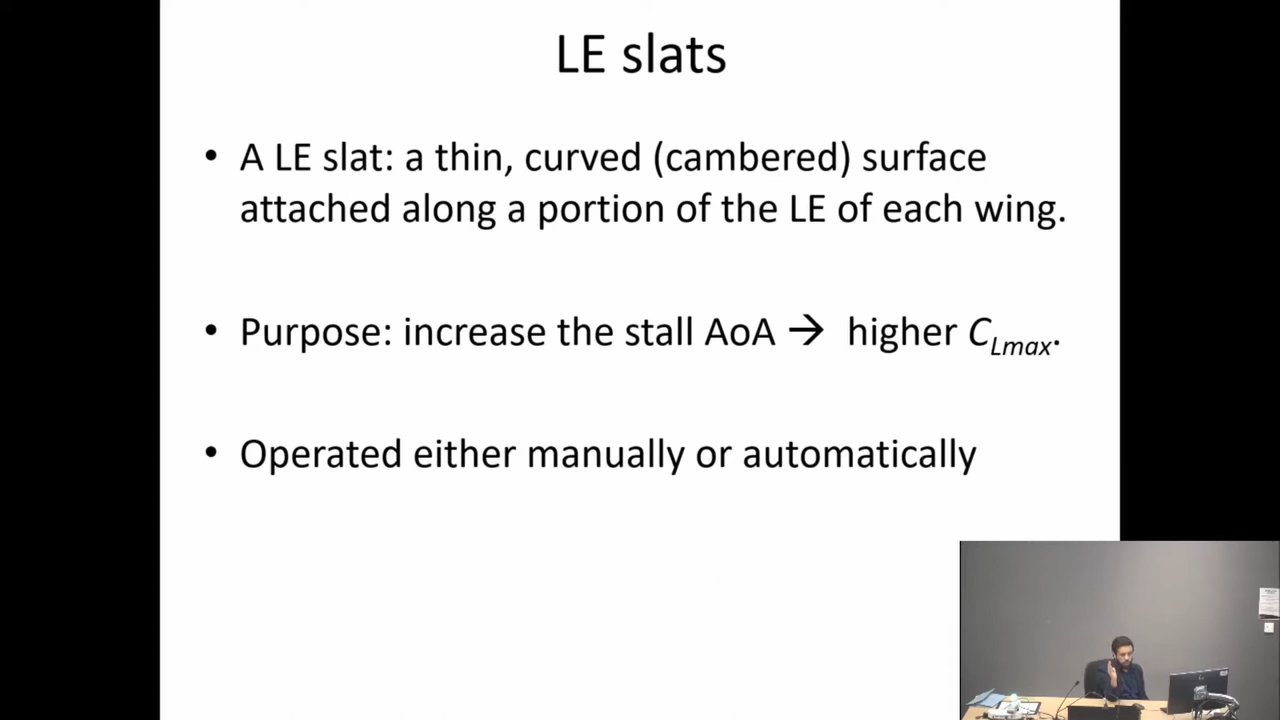 LE slats
• A LE slat: a thin, curved (cambered) surface
attached along a portion of the LE of each wing.
• Purpose: increase the stall AoA → higher CLmax.
• Operated either manually or automatically